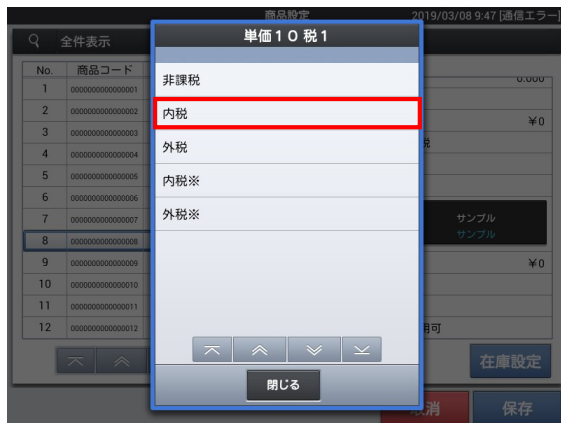 商品設定
2019/03/08 9:47 [通信エラー]
全件表示
単価10 税1
No. 商品コード
1 0000000000000001
2 0000000000000002
3 0000000000000003
4 0000000000000004
5 0000000000000005
6 0000000000000006
7 0000000000000007
8 0000000000000008
9 0000000000000009
10 0000000000000010
11 0000000000000011
12 0000000000000012
非課税
内税
外税
内税※
外税※
閉じる
0.000
¥0
税
サンプル
サンプル
¥0
用可
在庫設定
取消
保存